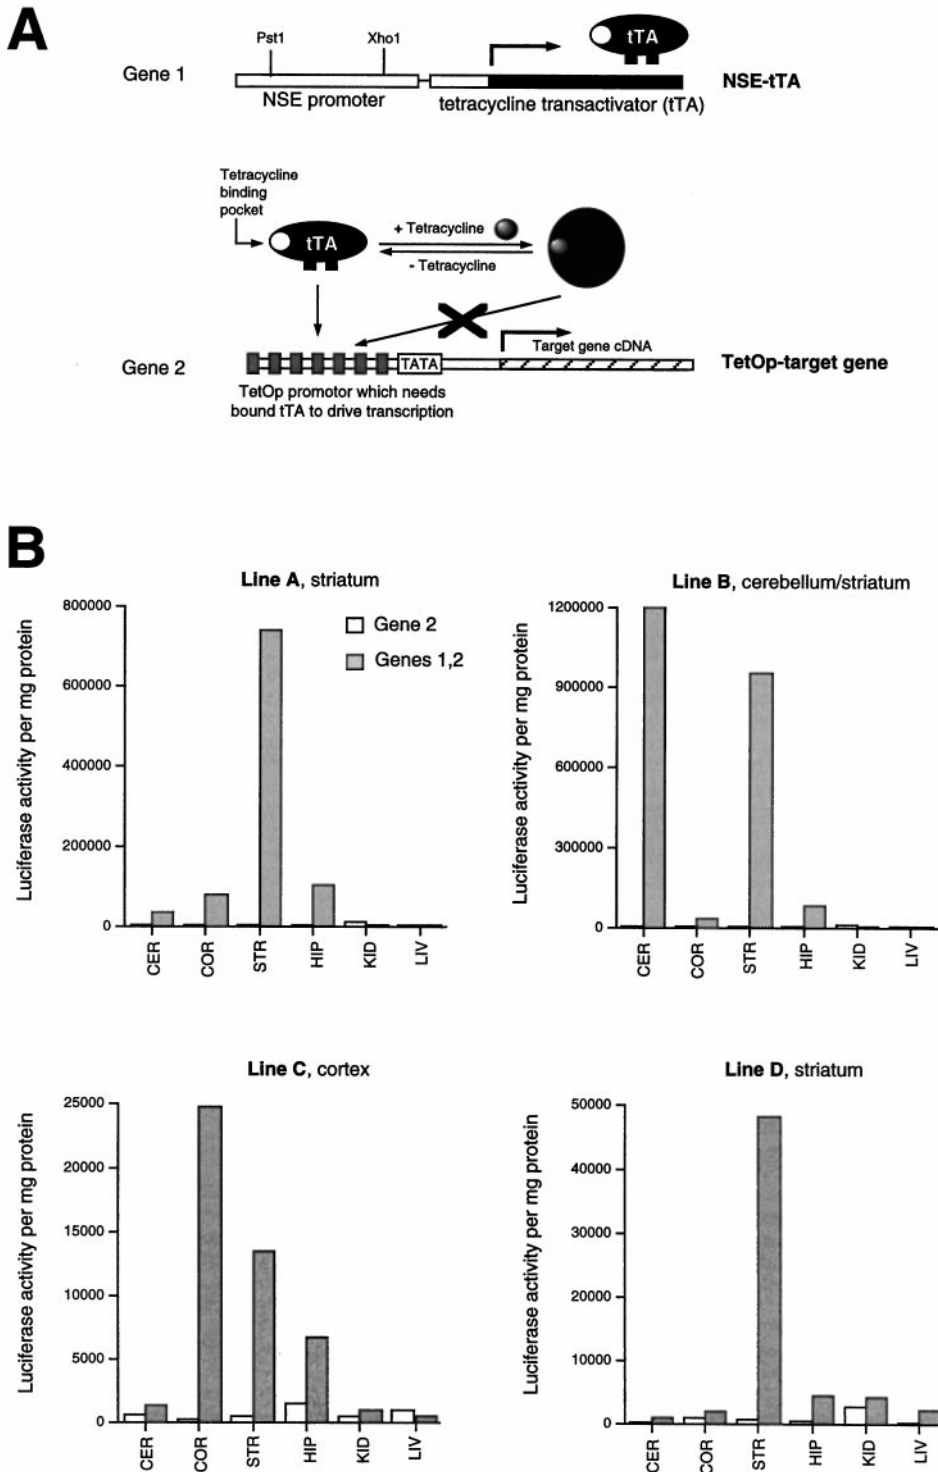 A
Pst1
Xho1
tTA
Gene 1
NSE-tTA
NSE promoter
tetracycline transactivator (tTA)
Tetracycline
binding
pocket
tTA
+ Tetracycline
- Tetracycline
Gene 2
TATA
Target gene cDNA
TetOp-target gene
TetOp promotor which needs
bound tTA to drive transcription
B
Line A, striatum
Luciferase activity per mg protein
800000
600000
400000
200000
0
Gene 2
Genes 1,2
CER
COR
STR
HIP
KID
LIV
Line B, cerebellum/striatum
Luciferase activity per mg protein
1200000
900000
600000
300000
0
CER
COR
STR
HIP
KID
LIV
Line C, cortex
Luciferase activity per mg protein
25000
20000
15000
10000
5000
0
CER
COR
STR
HIP
KID
LIV
Line D, striatum
Luciferase activity per mg protein
50000
40000
30000
20000
10000
0
CER
COR
STR
HIP
KID
LIV